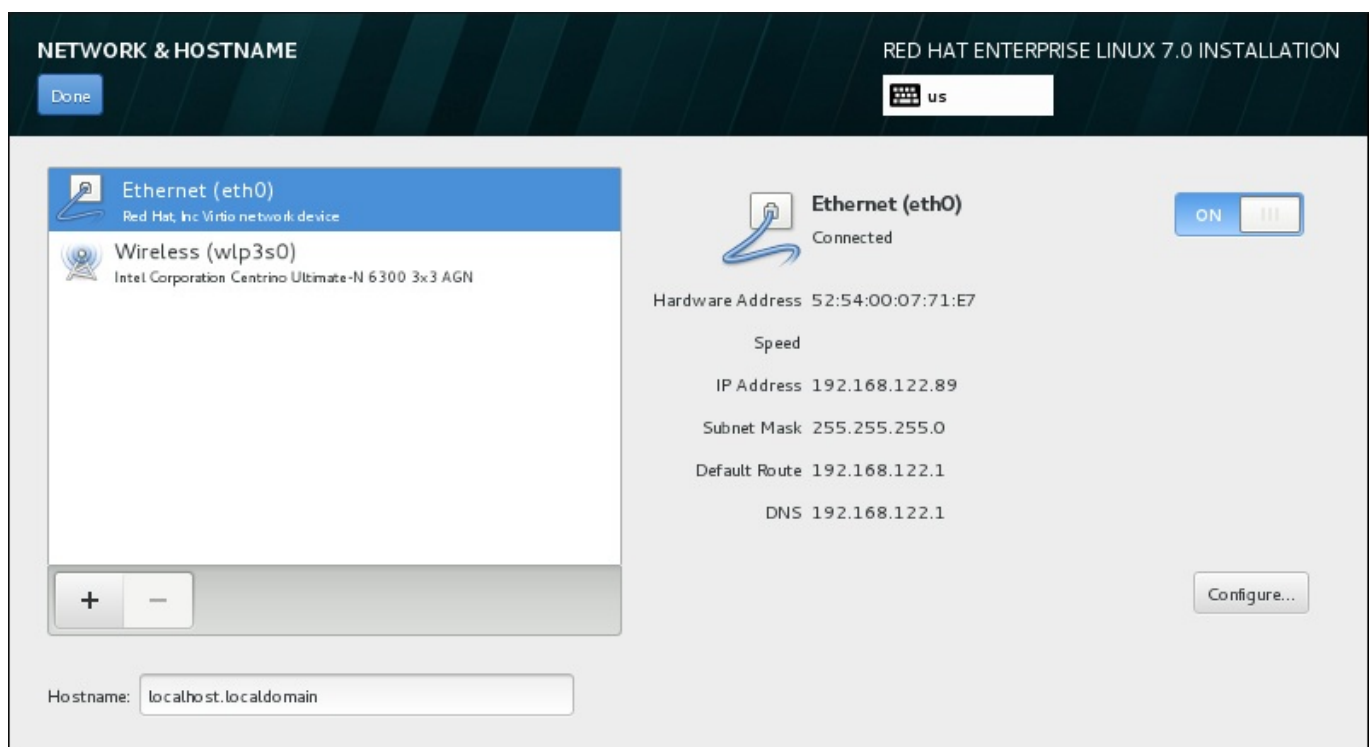 NETWORK & HOSTNAME
Done
RED HAT ENTERPRISE LINUX 7.0 INSTALLATION
us
Ethernet (eth0)
Red Hat, Inc Virtio network device
Wireless (wlp3s0)
Intel Corporation Centrino Ultimate-N 6300 3x3 AGN
Ethernet (eth0)
Connected
ON
Hardware Address 52:54:00:07:71:E7
Speed
IP Address 192.168.122.89
Subnet Mask 255.255.255.0
Default Route 192.168.122.1
DNS 192.168.122.1
+ −
Configure...
Hostname: localhost.localdomain